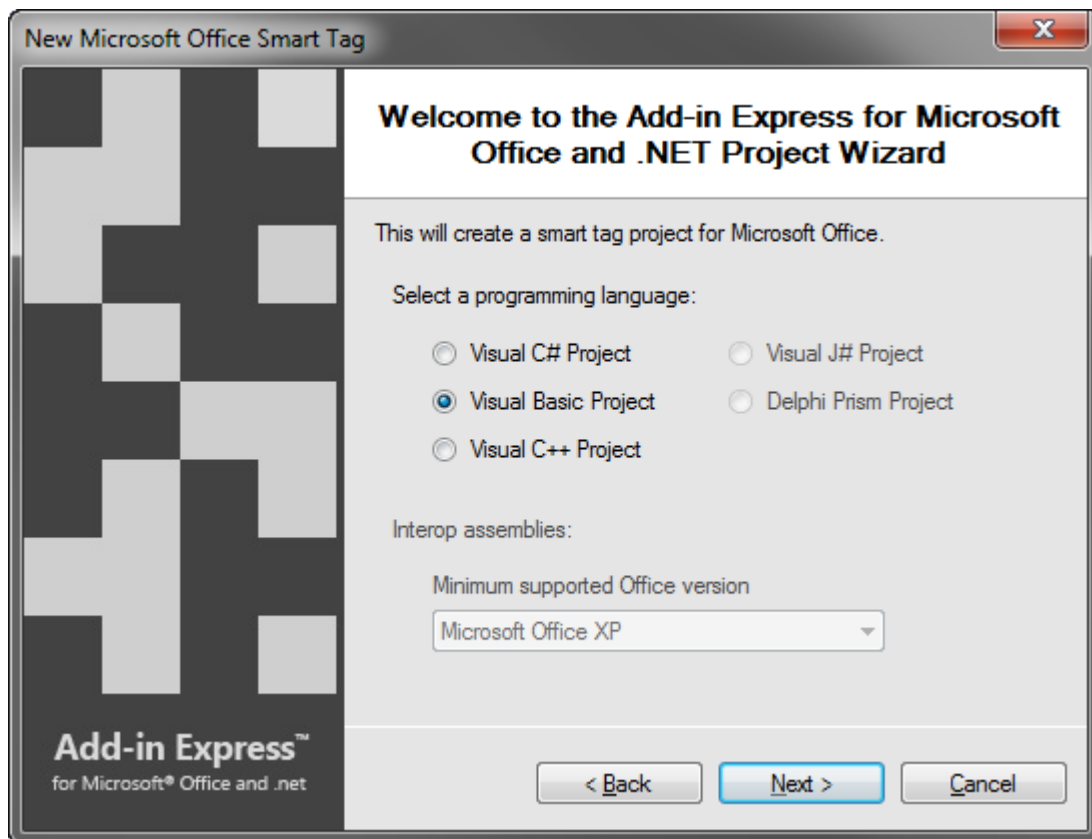 New Microsoft Office Smart Tag
Welcome to the Add-in Express for Microsoft
Office and .NET Project Wizard
This will create a smart tag project for Microsoft Office.
Select a programming language:
Visual C# Project
Visual J# Project
Visual Basic Project
Delphi Prism Project
Visual C++ Project
Interop assemblies:
Minimum supported Office version
Microsoft Office XP
Add-in Express™
for Microsoft® Office and .net
< Back
Next >
Cancel